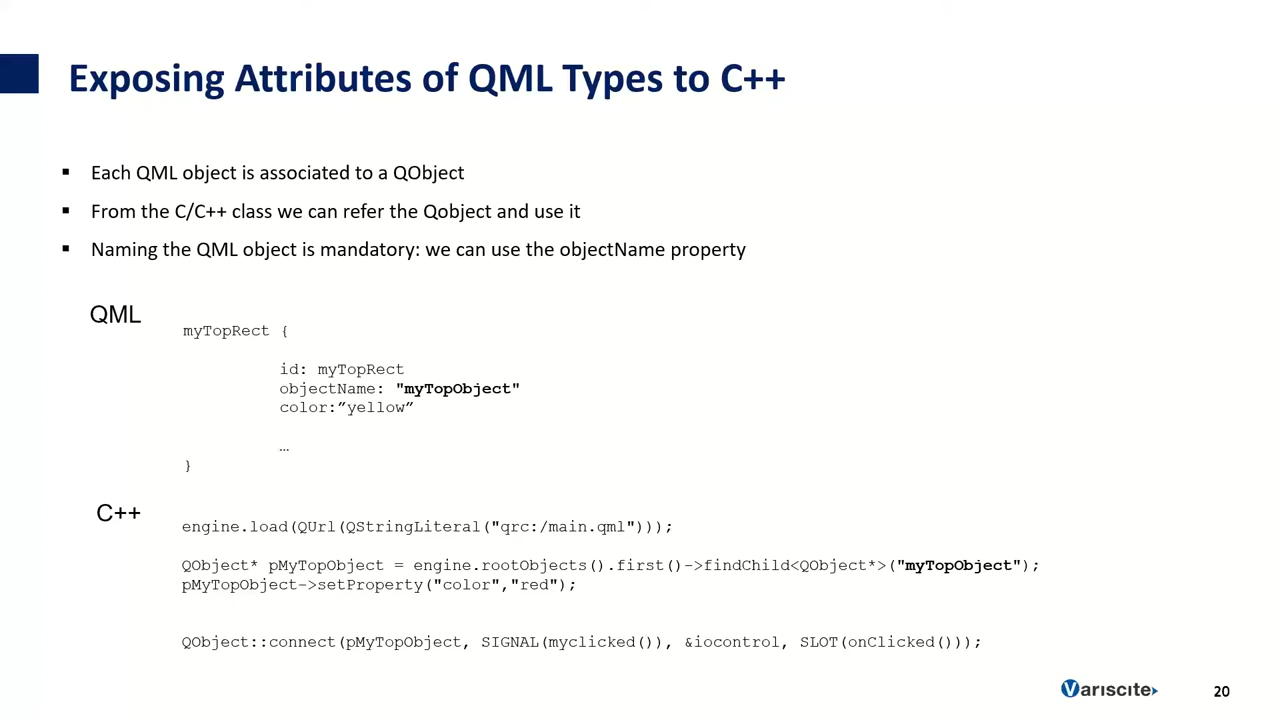 Exposing Attributes of QML Types to C++
▪ Each QML object is associated to a QObject
▪ From the C/C++ class we can refer the Qobject and use it
▪ Naming the QML object is mandatory: we can use the objectName property
QML
myTopRect {
id: myTopRect
objectName: "myTopObject"
color:”yellow”
…
}
C++
engine.load(QUrl(QStringLiteral("qrc:/main.qml")));
QObject* pMyTopObject = engine.rootObjects().first()->findChild<QObject*>("myTopObject");
pMyTopObject->setProperty("color","red");
QObject::connect(pMyTopObject, SIGNAL(myclicked()), &iocontrol, SLOT(onClicked()));
Variscite
20